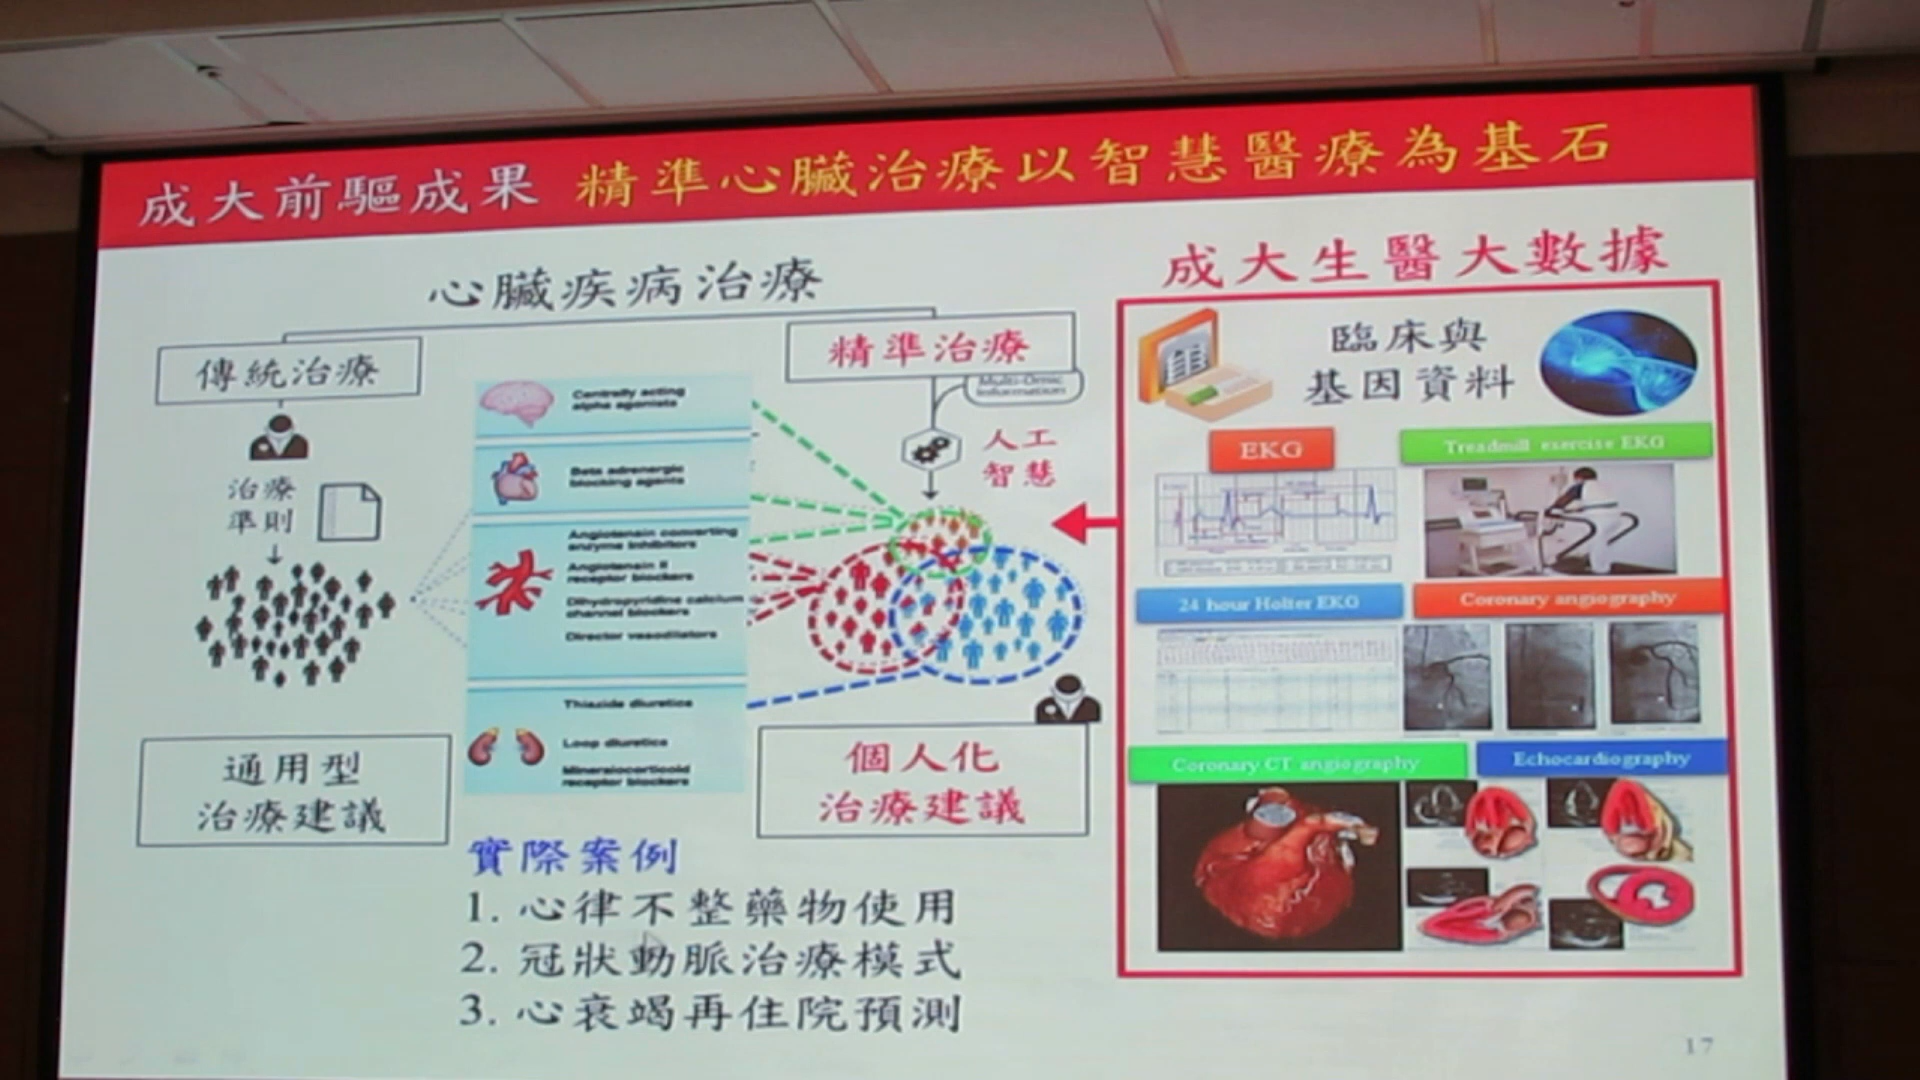 成大前驅成果 精準心臟治療以智慧醫療為基石
心臟疾病治療
傳統治療
治療
準則
通用型
治療建議
Centrally acting
alpha agonists
Beta adrenergic
blocking agents
Angiotensin converting
enzyme inhibitors
Angiotensin II
receptor blockers
Dihydropyridine calcium
channel blockers
Director vasodilators
Thiazide diuretics
Loop diuretics
Mineralocorticoid
receptor blockers
精準治療
Multi-Omic
Information
人工
智慧
個人化
治療建議
實際案例
1. 心律不整藥物使用
2. 冠狀動脈治療模式
3. 心衰竭再住院預測
成大生醫大數據
臨床與
基因資料
EKG
Treadmill exercise EKG
24 hour Holter EKG
Coronary angiography
Coronary CT angiography
Echocardiography
17